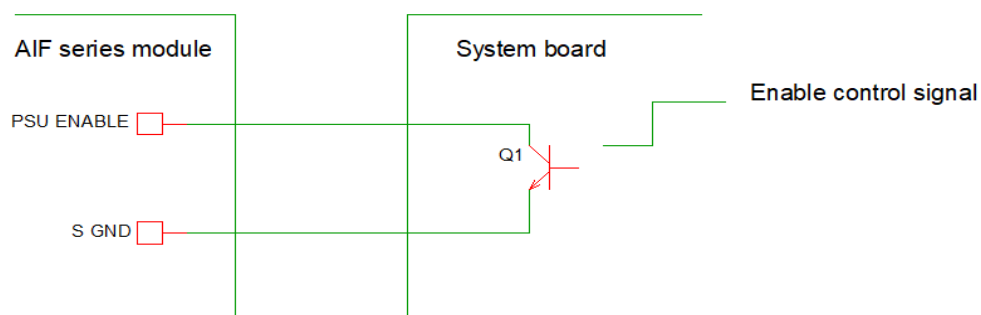 AIF series module
System board
Enable control signal
PSU ENABLE
Q1
S GND